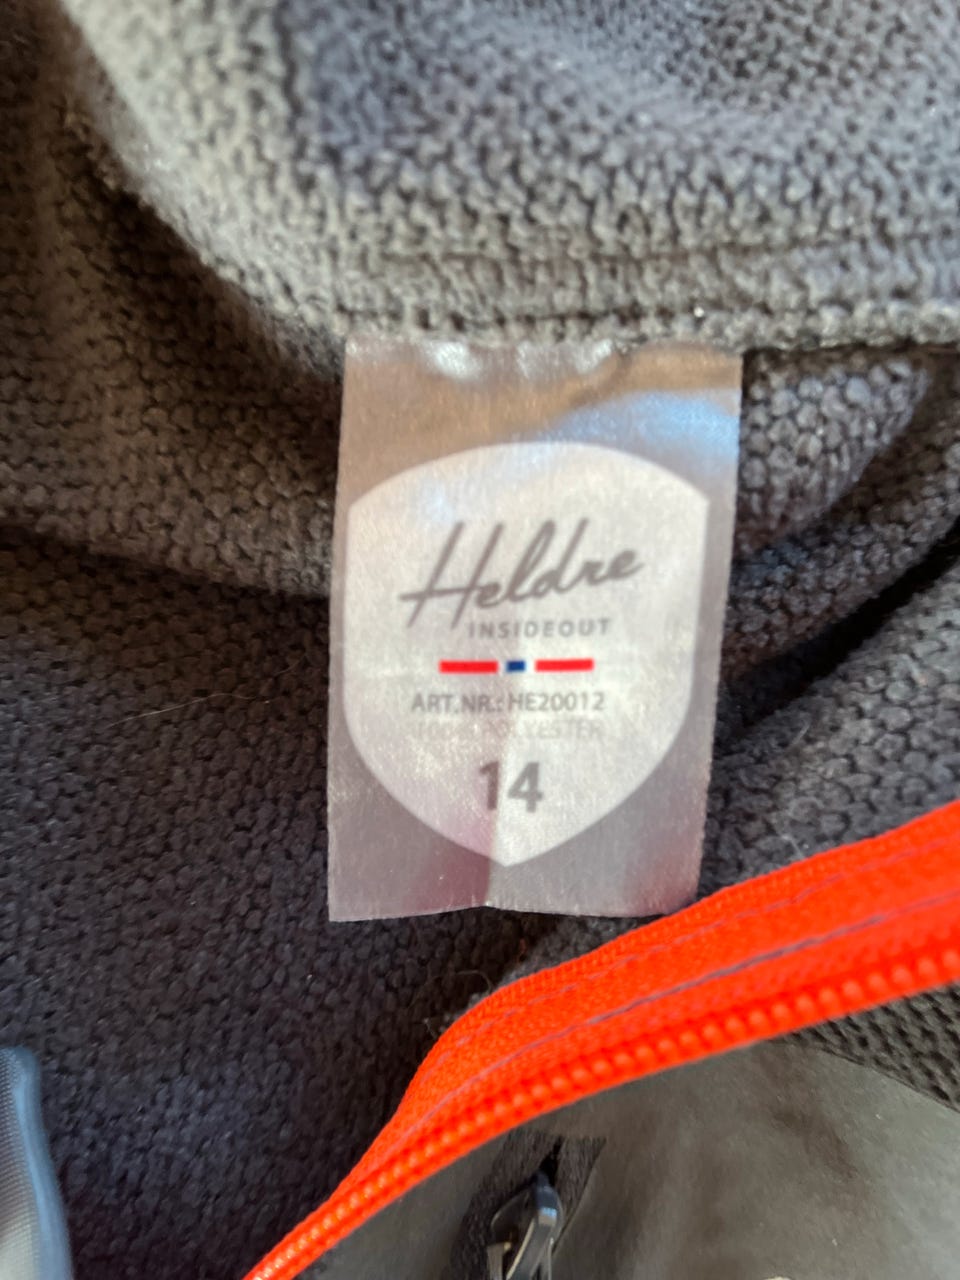 Heldre
INSIDEOUT
ART.NR.: HE20012
100% POLYESTER
14